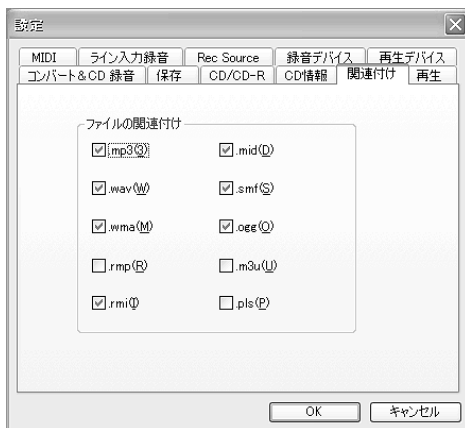 設定
MIDI ライン入力録音 Rec Source 録音デバイス 再生デバイス
コンバート&CD 録音 保存 CD/CD-R CD情報 関連付け 再生
ファイルの関連付け
.mp3(3) .mid(D)
.wav(W) .smf(S)
.wma(M) .ogg(O)
.rmp(R) .m3u(U)
.rmi(I) .pls(P)
OK キャンセル